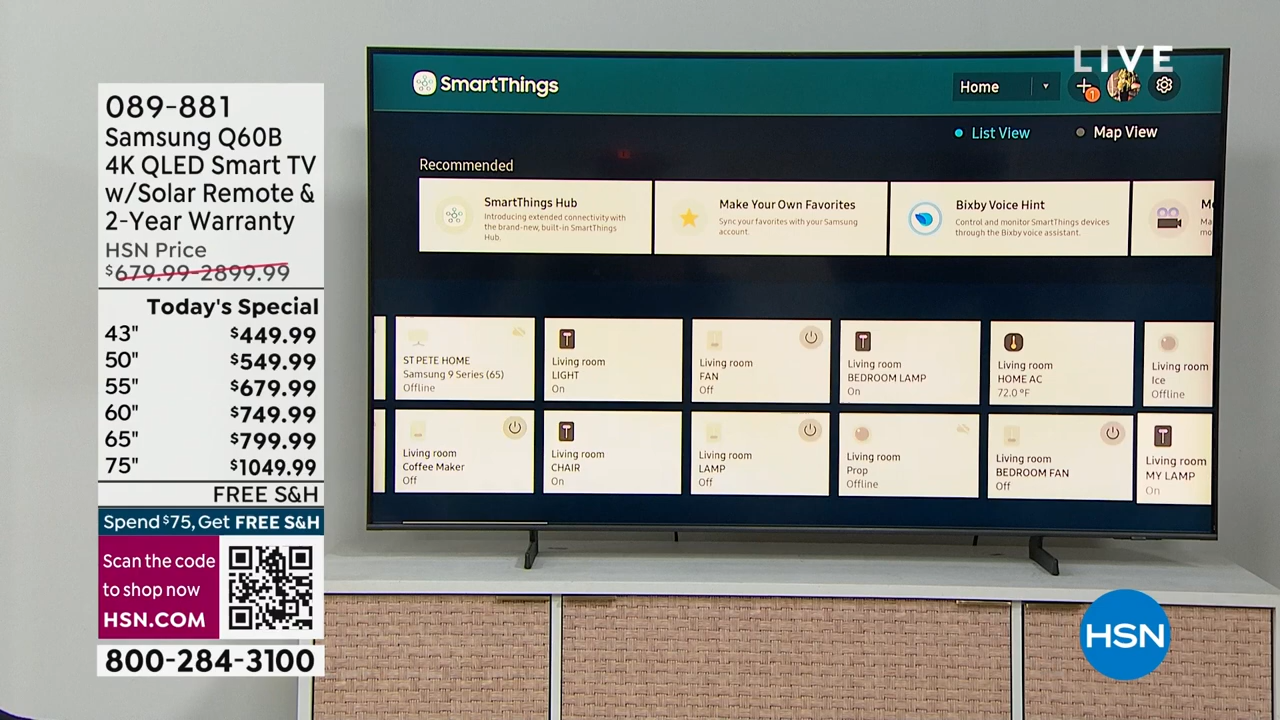 089-881
Samsung Q60B
4K QLED Smart TV
w/Solar Remote &
2-Year Warranty
HSN Price
$679.99-2899.99
Today's Special
43" $449.99
50" $549.99
55" $679.99
60" $749.99
65" $799.99
75" $1049.99
FREE S&H
Spend $75, Get FREE S&H
Scan the code
to shop now
HSN.COM
800-284-3100
LIVE
SmartThings
Home
1
List View
Map View
Recommended
SmartThings Hub
Introducing extended connectivity with
the brand-new, built-in SmartThings
Hub.
Make Your Own Favorites
Sync your favorites with your Samsung
account.
Bixby Voice Hint
Control and monitor SmartThings devices
through the Bixby voice assistant.
ST PETE HOME
Samsung 9 Series (65)
Offline
Living room
LIGHT
On
Living room
FAN
Off
Living room
BEDROOM LAMP
On
Living room
HOME AC
72.0 °F
Living room
Ice
Offline
Living room
Coffee Maker
Off
Living room
CHAIR
On
Living room
LAMP
Off
Living room
Prop
Offline
Living room
BEDROOM FAN
Off
Living room
MY LAMP
On
HSN